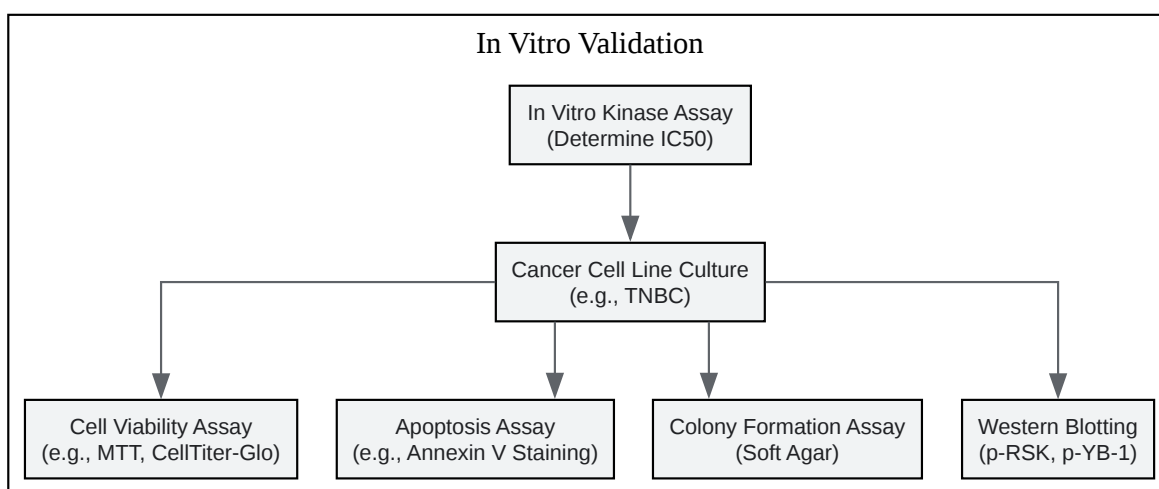 In Vitro Validation
In Vitro Kinase Assay
(Determine IC50)
Cancer Cell Line Culture
(e.g., TNBC)
Cell Viability Assay
(e.g., MTT, CellTiter-Glo)
Apoptosis Assay
(e.g., Annexin V Staining)
Colony Formation Assay
(Soft Agar)
Western Blotting
(p-RSK, p-YB-1)